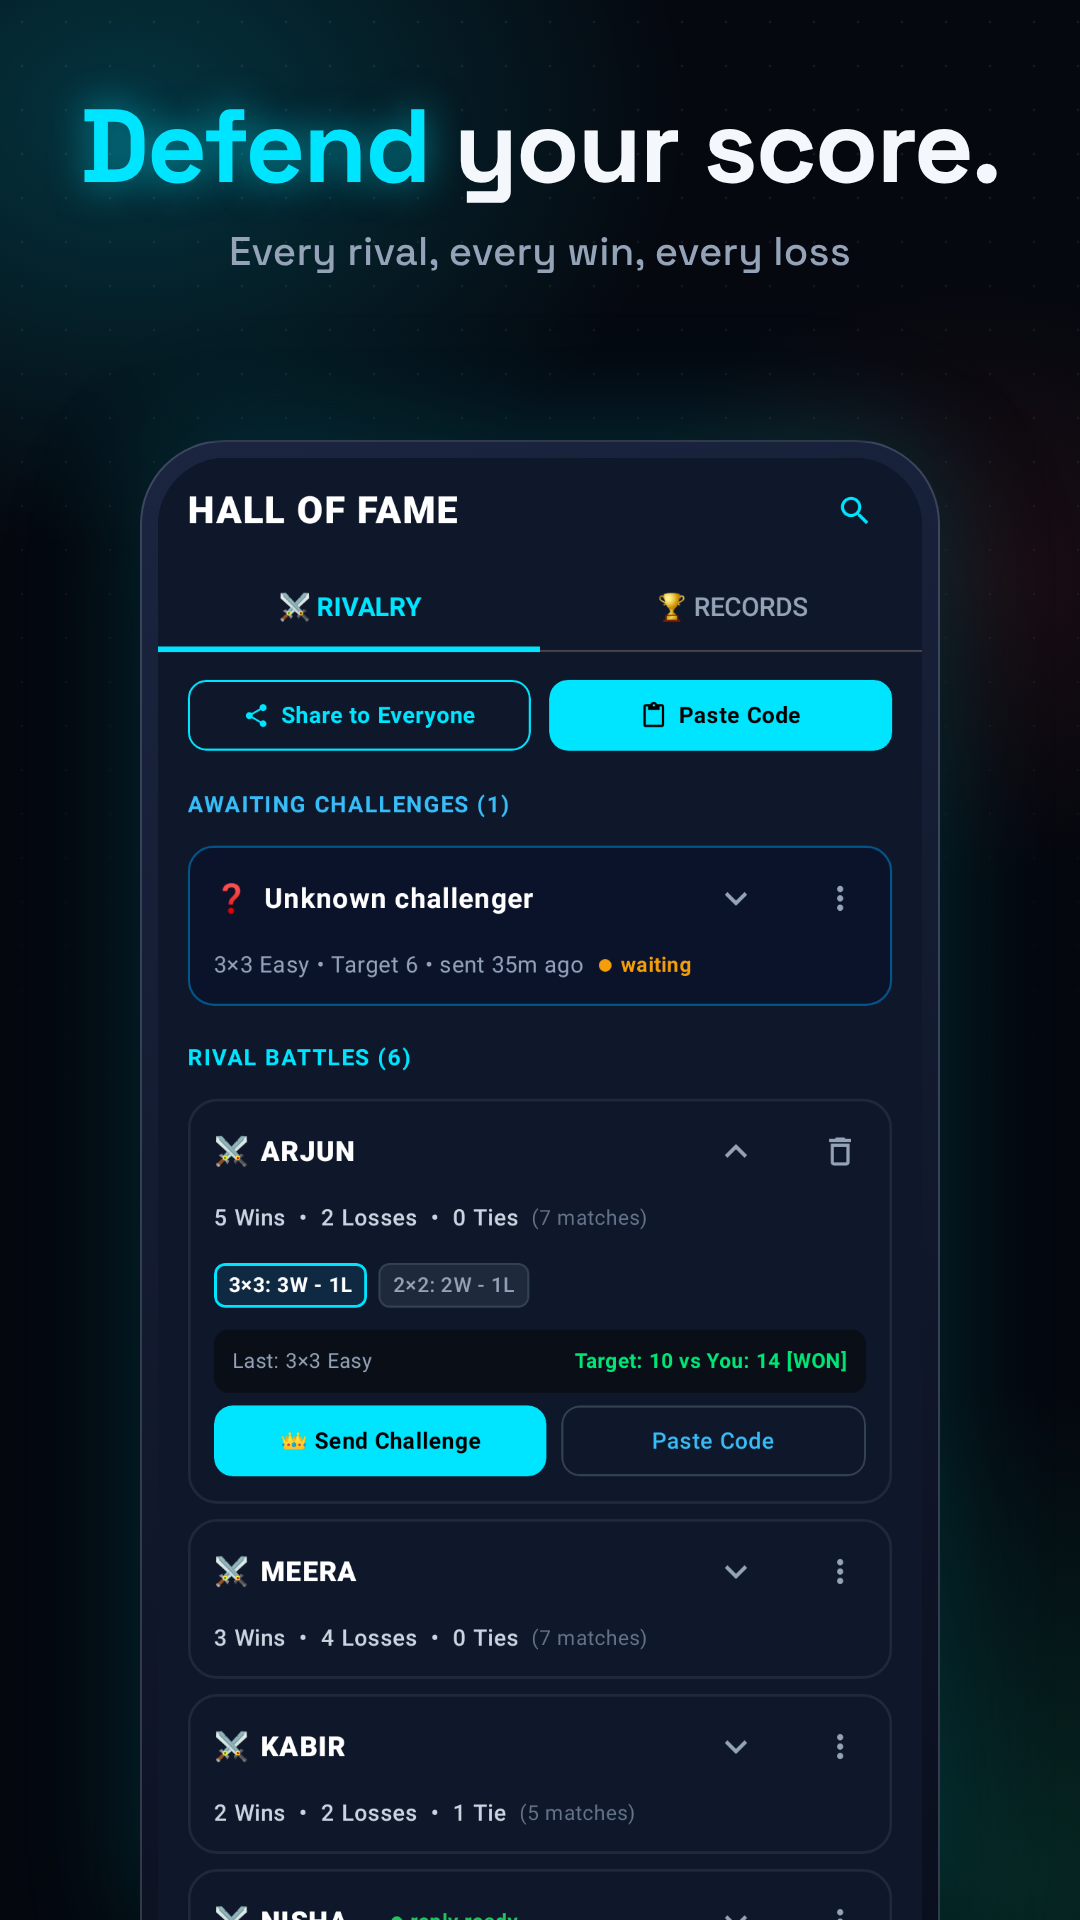 Defend your score.
Every rival, every win, every loss
HALL OF FAME
⚔️ RIVALRY
🏆 RECORDS
Share to Everyone
Paste Code
AWAITING CHALLENGES (1)
❓ Unknown challenger
3×3 Easy • Target 6 • sent 35m ago ● waiting
RIVAL BATTLES (6)
⚔️ ARJUN
5 Wins • 2 Losses • 0 Ties (7 matches)
3×3: 3W - 1L
2×2: 2W - 1L
Last: 3×3 Easy
Target: 10 vs You: 14 [WON]
👑 Send Challenge
Paste Code
⚔️ MEERA
3 Wins • 4 Losses • 0 Ties (7 matches)
⚔️ KABIR
2 Wins • 2 Losses • 1 Tie (5 matches)
⚔️ NISHA ● reply ready